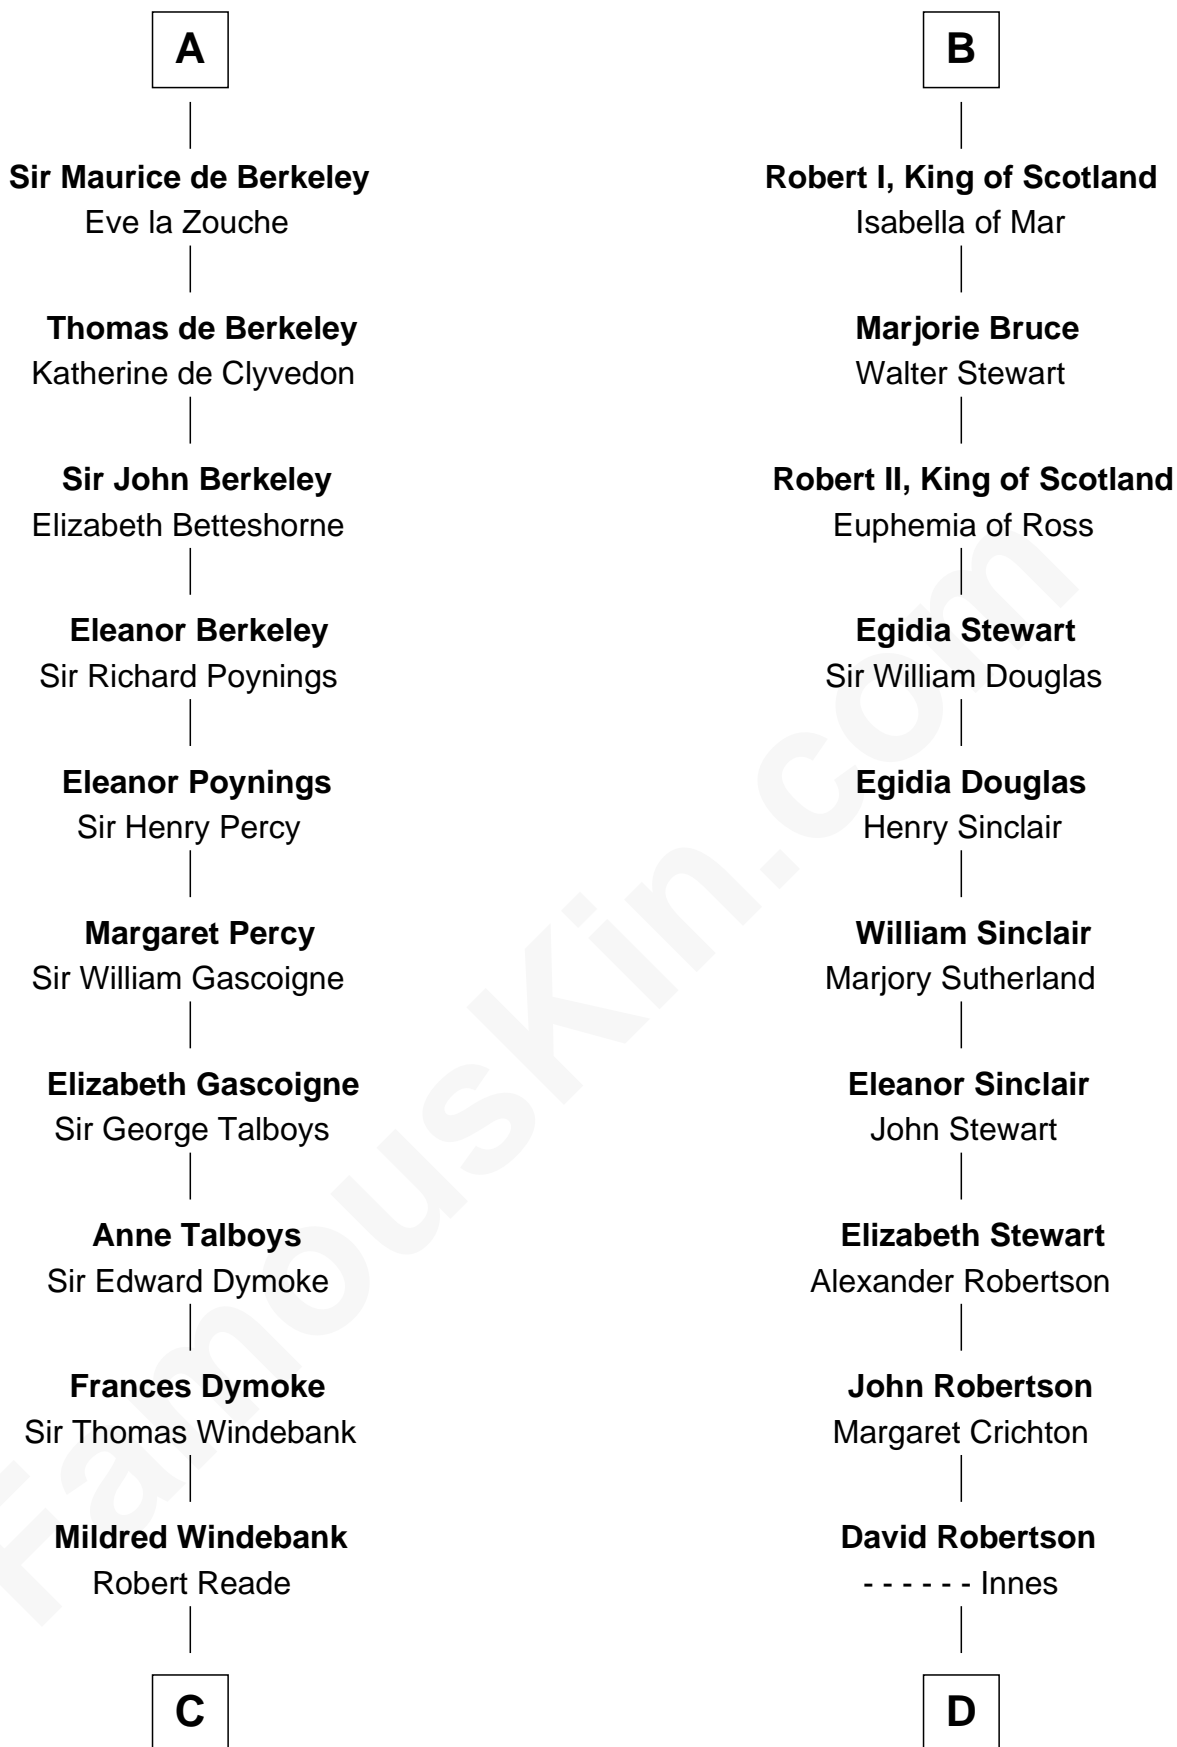 A
Sir Maurice de Berkeley
Eve la Zouche
Thomas de Berkeley
Katherine de Clyvedon
Sir John Berkeley
Elizabeth Betteshorne
Eleanor Berkeley
Sir Richard Poynings
Eleanor Poynings
Sir Henry Percy
Margaret Percy
Sir William Gascoigne
Elizabeth Gascoigne
Sir George Talboys
Anne Talboys
Sir Edward Dymoke
Frances Dymoke
Sir Thomas Windebank
Mildred Windebank
Robert Reade
C
B
Robert I, King of Scotland
Isabella of Mar
Marjorie Bruce
Walter Stewart
Robert II, King of Scotland
Euphemia of Ross
Egidia Stewart
Sir William Douglas
Egidia Douglas
Henry Sinclair
William Sinclair
Marjory Sutherland
Eleanor Sinclair
John Stewart
Elizabeth Stewart
Alexander Robertson
John Robertson
Margaret Crichton
David Robertson
- - - - - - Innes
D
FamousKin.com